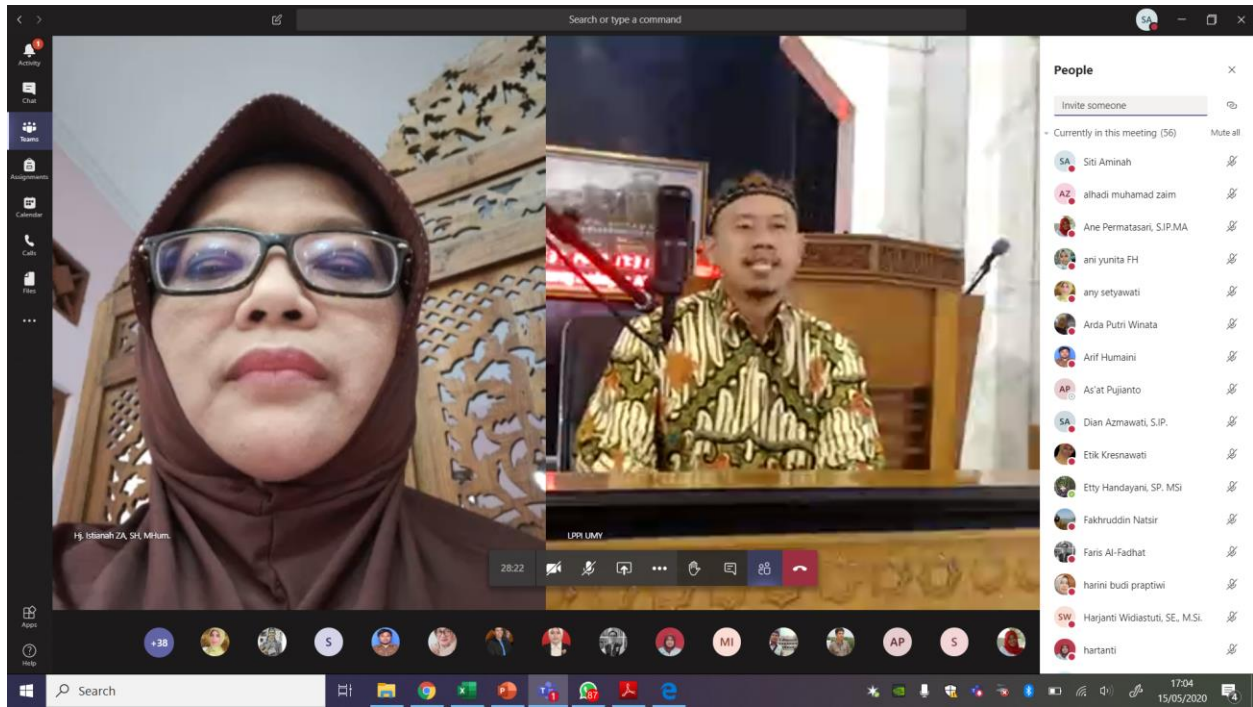 Search or type a command
SA
1
Activity
Chat
Teams
Assignments
Calendar
Calls
Files
Apps
Help
Hj. Istianah ZA, SH, MHum.
LPPI UMY
28:22
+38
S
MI
AP
S
People
Invite someone
Currently in this meeting (56)
Mute all
SA Siti Aminah
AZ alhadi muhamad zaim
Ane Permatasari, S.IP.MA
ani yunita FH
any setyawati
Arda Putri Winata
Arif Humaini
AP As'at Pujianto
SA Dian Azmawati, S.IP.
Etik Kresnawati
Etty Handayani, SP. MSi
Fakhruddin Natsir
Faris Al-Fadhat
harini budi praptiwi
SW Harjanti Widiastuti, SE., M.Si.
hartanti
Search
1
87
17:04
15/05/2020
4